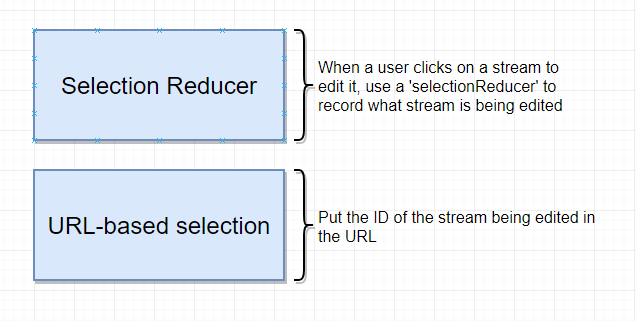 Selection Reducer
When a user clicks on a stream to
edit it, use a 'selectionReducer' to
record what stream is being edited
URL-based selection
Put the ID of the stream being edited in
the URL